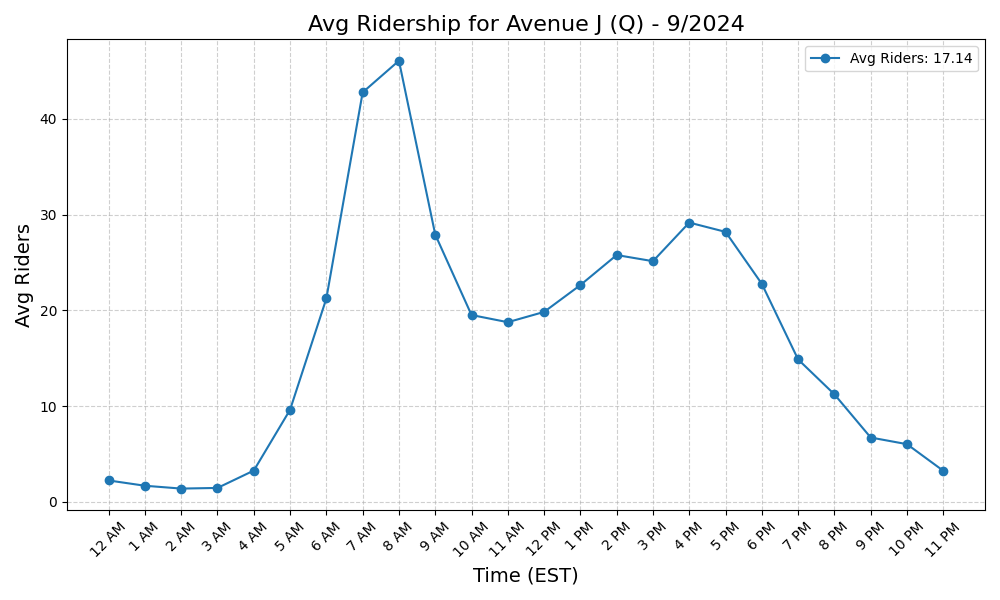 Avg Ridership for Avenue J (Q) - 9/2024
Avg Riders: 17.14
Avg Riders
40
30
20
10
0
12 AM
1 AM
2 AM
3 AM
4 AM
5 AM
6 AM
7 AM
8 AM
9 AM
10 AM
11 AM
12 PM
1 PM
2 PM
3 PM
4 PM
5 PM
6 PM
7 PM
8 PM
9 PM
10 PM
11 PM
Time (EST)